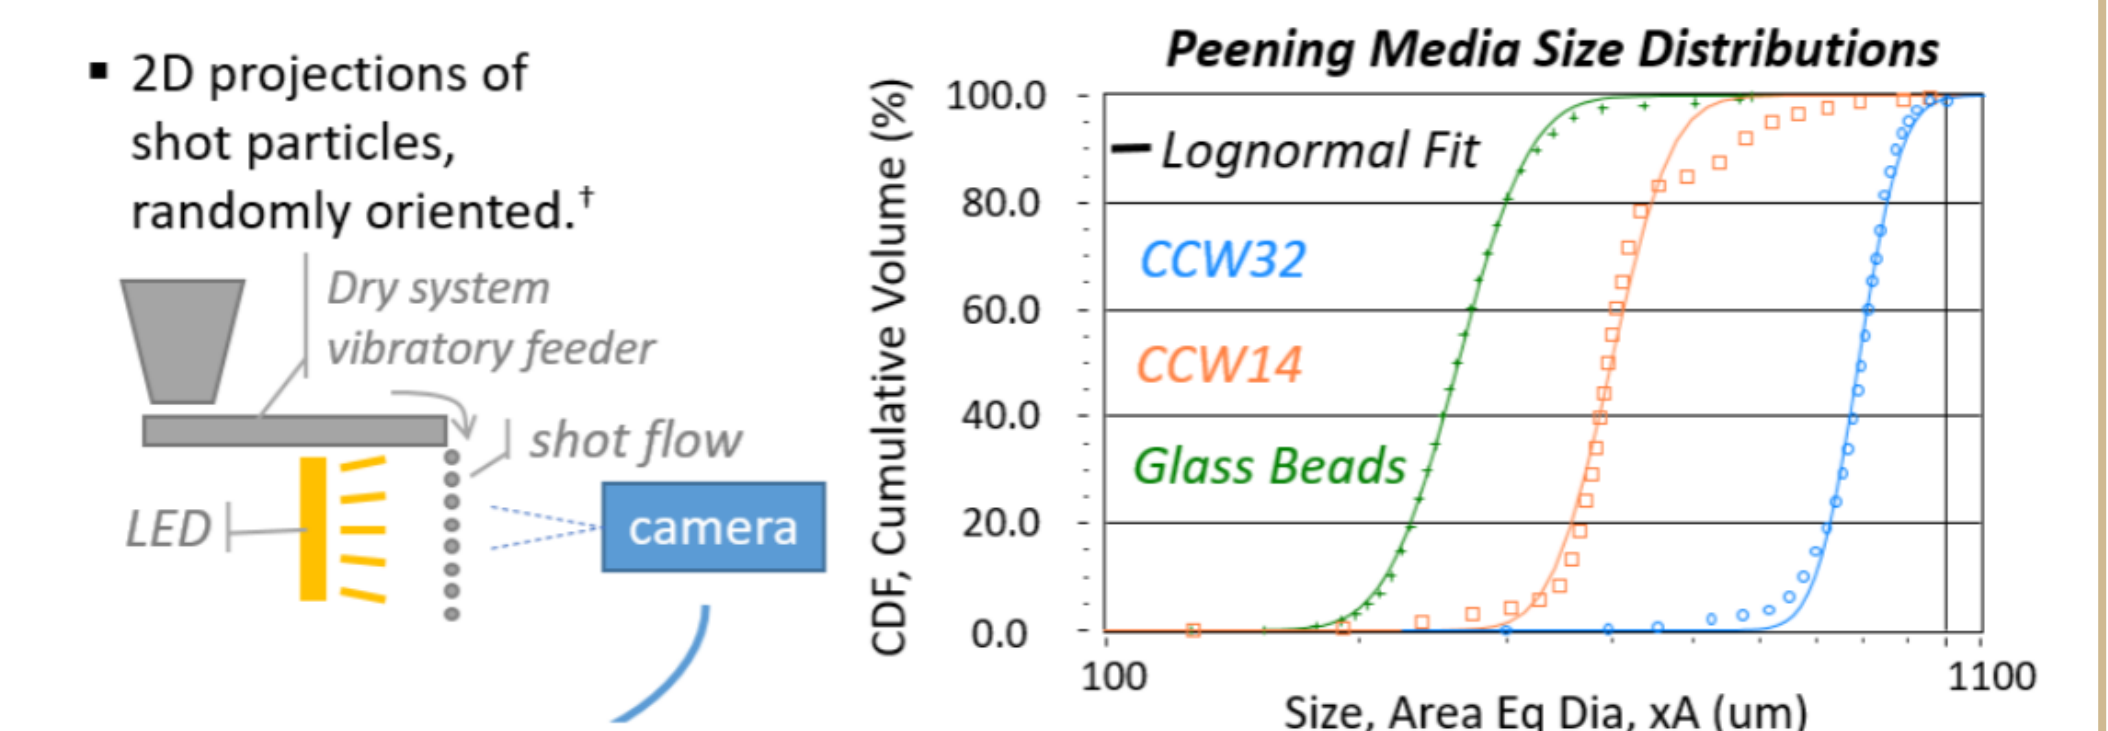 ▪ 2D projections of
shot particles,
randomly oriented.†
Dry system
vibratory feeder
shot flow
LED
camera
Peening Media Size Distributions
CDF, Cumulative Volume (%)
100.0
80.0
60.0
40.0
20.0
0.0
Lognormal Fit
CCW32
CCW14
Glass Beads
100
1100
Size, Area Eq Dia, xA (um)